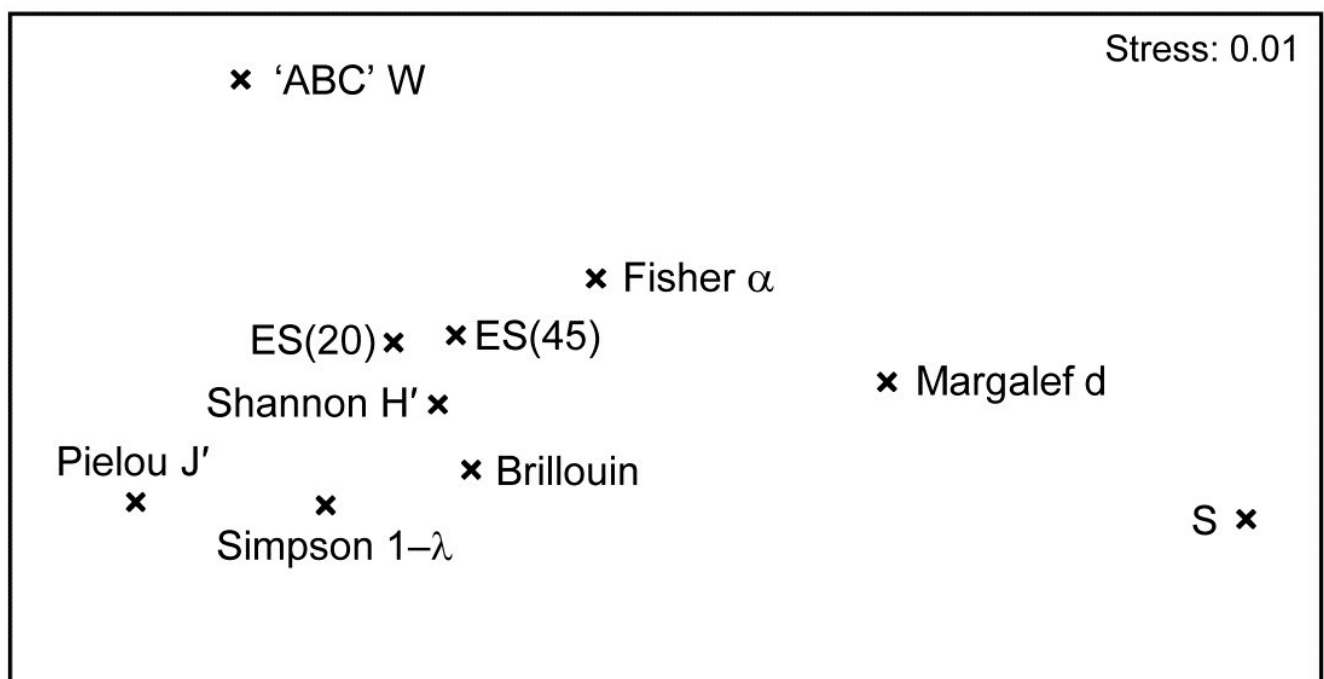 Stress: 0.01
‘ABC’ W
Fisher α
ES(20)
ES(45)
Margalef d
Shannon H′
Pielou J′
Brillouin
S
Simpson 1–λ